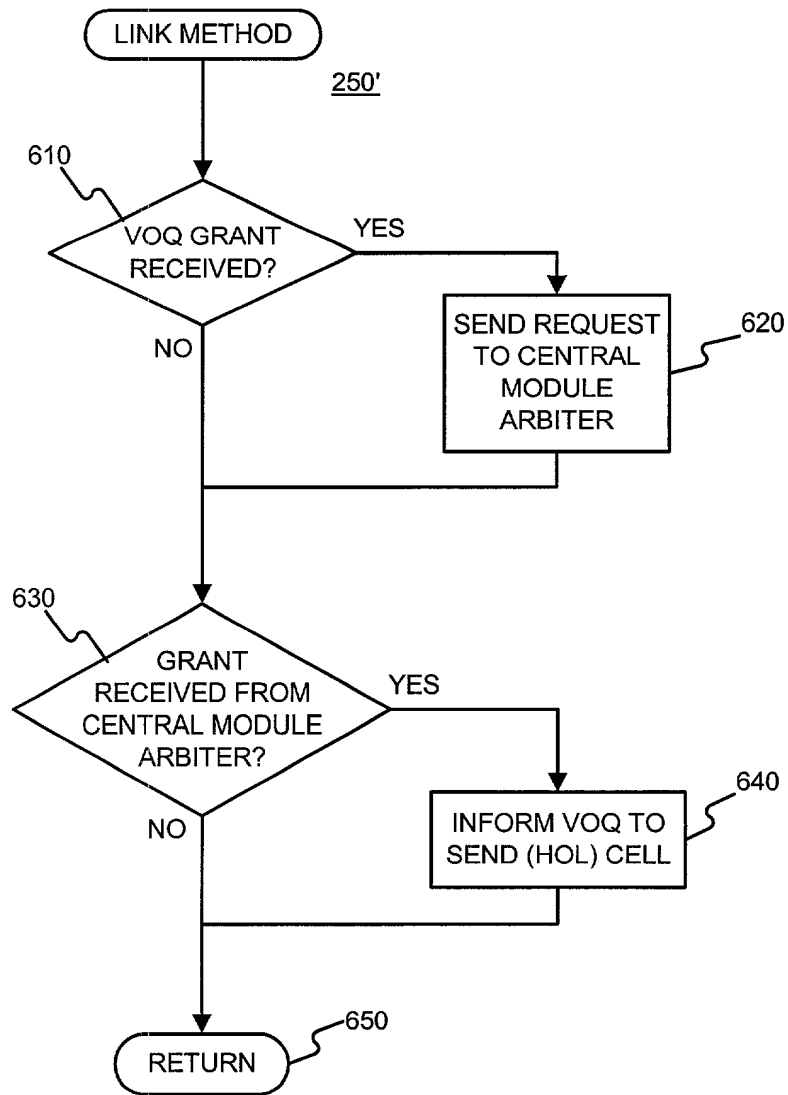 LINK METHOD
250'
610
VOQ GRANT
RECEIVED?
YES
NO
SEND REQUEST
TO CENTRAL
MODULE
ARBITER
620
630
GRANT
RECEIVED FROM
CENTRAL MODULE
ARBITER?
YES
NO
INFORM VOQ TO
SEND (HOL) CELL
640
RETURN
650